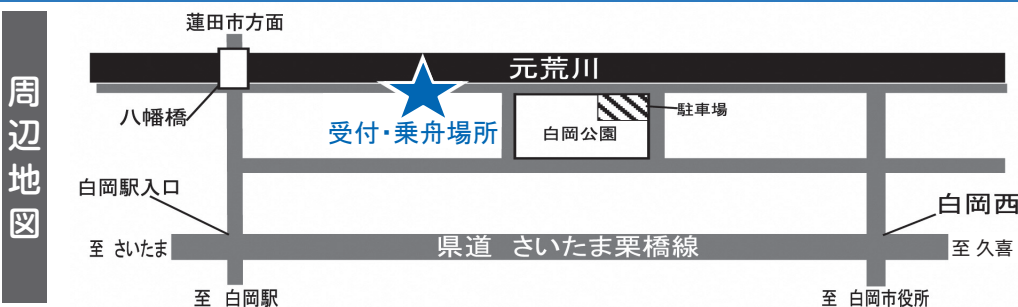 周辺地図
蓮田市方面
元荒川
八幡橋
受付・乗舟場所
駐車場
白岡公園
白岡駅入口
白岡西
至 さいたま
県道 さいたま栗橋線
至 久喜
至 白岡駅
至 白岡市役所